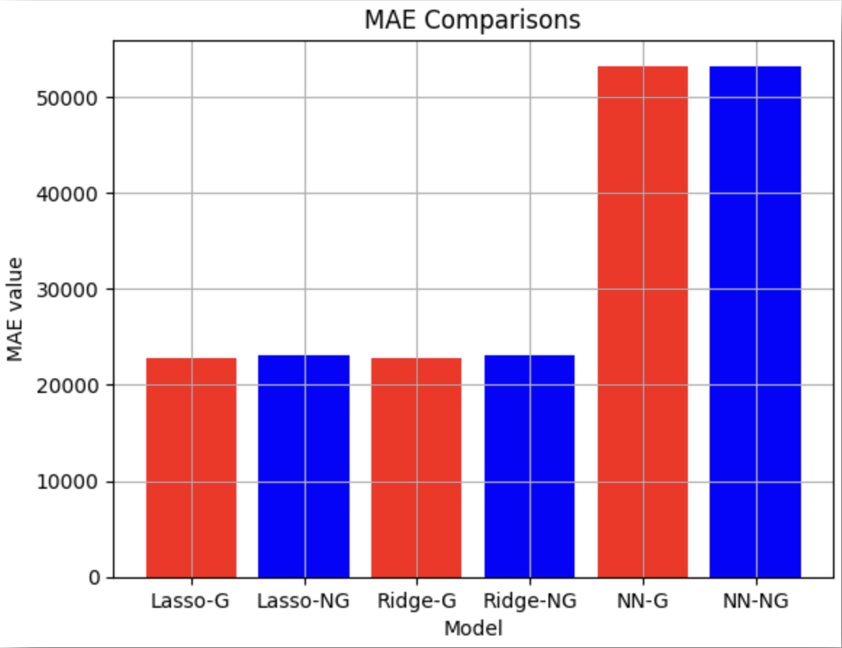 MAE Comparisons
MAE value
50000
40000
30000
20000
10000
0
Lasso-G Lasso-NG Ridge-G Ridge-NG NN-G NN-NG
Model